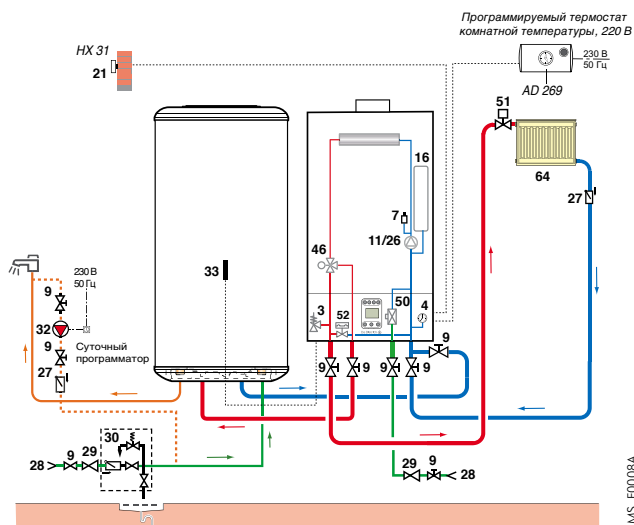 Программируемый термостат
комнатной температуры, 220 В
HX 31
21
230 В
50 Гц
AD 269
51
16
64
7
27
11/26
46
33
230 В
50 Гц
9
3
52
50
4
32
9
Суточный
программатор
9
27
9
9
9
9
30
28
9
29
29
9
28
MS_F0008A